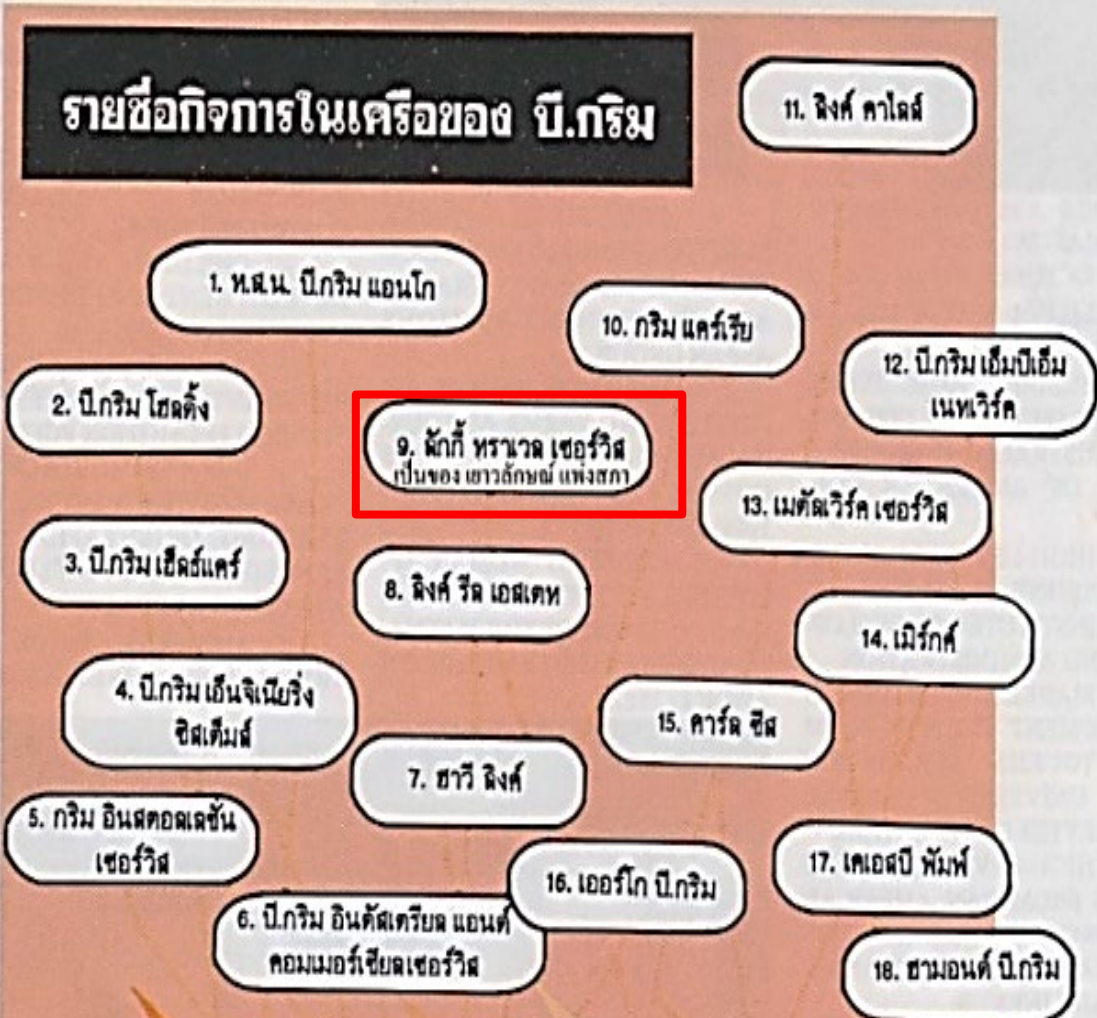 รายชื่อกิจการในเครือของ บี.กริม
1. ห.ส.น. บี.กริม แอนโก
2. บี.กริม โฮลดิ้ง
3. บี.กริม เฮ็ลธ์แคร์
4. บี.กริม เอ็นจิเนียริ่ง
ซิสเต็มส์
5. กริม อินสตอลเลชั่น
เซอร์วิส
6. บี.กริม อินดัสเตรียล แอนด์
คอมเมอร์เชียลเซอร์วิส
7. ฮาวี ลิงค์
8. ลิงค์ รีล เอสเตท
9. ลักกี้ ทราเวล เซอร์วิส
เป็นของ เยาวลักษณ์ แพ่งสภา
10. กริม แคร์เรีย
11. ลิงค์ คาไลล์
12. บี.กริม เอ็มบีเอ็ม
เนทเวิร์ค
13. เมตัลเวิร์ค เซอร์วิส
14. เมิร์กค์
15. คาร์ล ซีส
16. เออร์โก บี.กริม
17. เคเอสบี พัมพ์
18. ฮามอนด์ บี.กริม